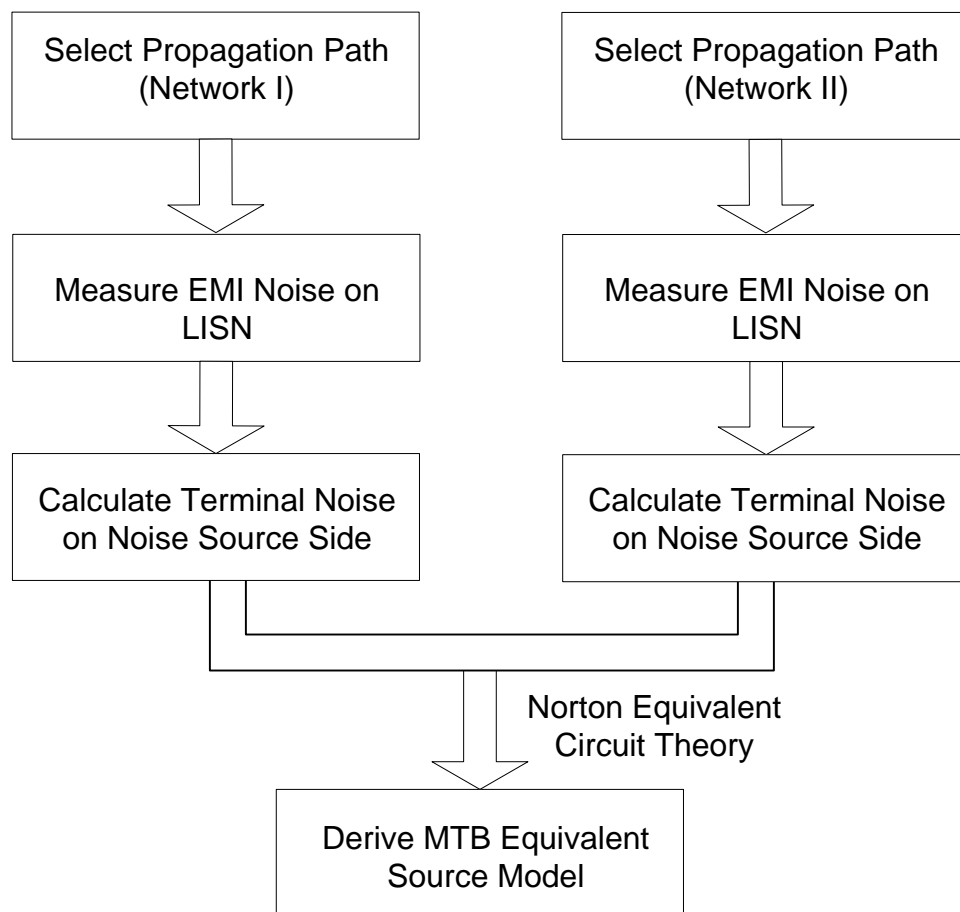 Select Propagation Path
(Network I)
Select Propagation Path
(Network II)
Measure EMI Noise on
LISN
Measure EMI Noise on
LISN
Calculate Terminal Noise
on Noise Source Side
Calculate Terminal Noise
on Noise Source Side
Norton Equivalent
Circuit Theory
Derive MTB Equivalent
Source Model